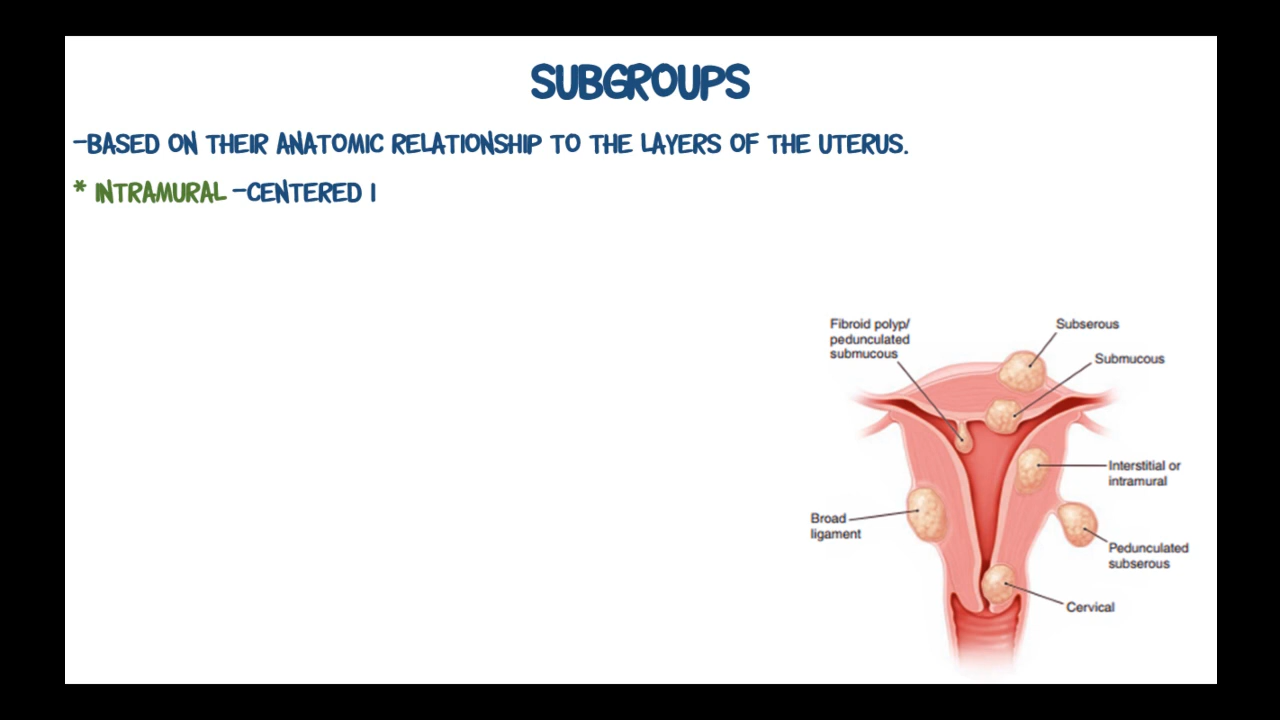 SUBGROUPS
-BASED ON THEIR ANATOMIC RELATIONSHIP TO THE LAYERS OF THE UTERUS.
* INTRAMURAL -CENTERED I
Fibroid polyp/
pedunculated
submucous
Subserous
Submucous
Interstitial or
intramural
Broad
ligament
Pedunculated
subserous
Cervical